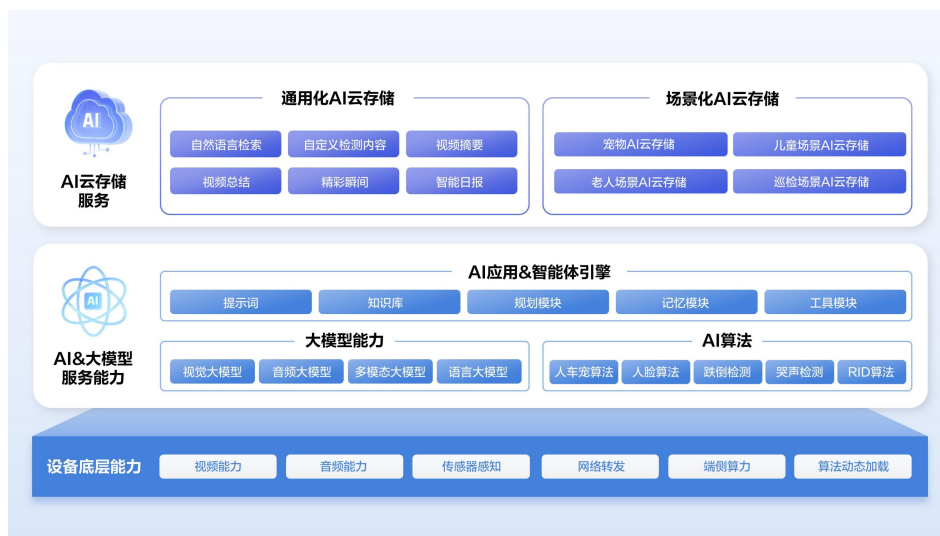 通用化AI云存储
场景化AI云存储
AI
AI云存储
服务
自然语言检索
自定义检测内容
视频摘要
视频总结
精彩瞬间
智能日报
宠物AI云存储
儿童场景AI云存储
老人场景AI云存储
巡检场景AI云存储
AI应用&智能体引擎
AI
AI&大模型
服务能力
提示词
知识库
规划模块
记忆模块
工具模块
大模型能力
视觉大模型
音频大模型
多模态大模型
语言大模型
AI算法
人车宠算法
人脸算法
跌倒检测
哭声检测
RID算法
设备底层能力
视频能力
音频能力
传感器感知
网络转发
端侧算力
算法动态加载